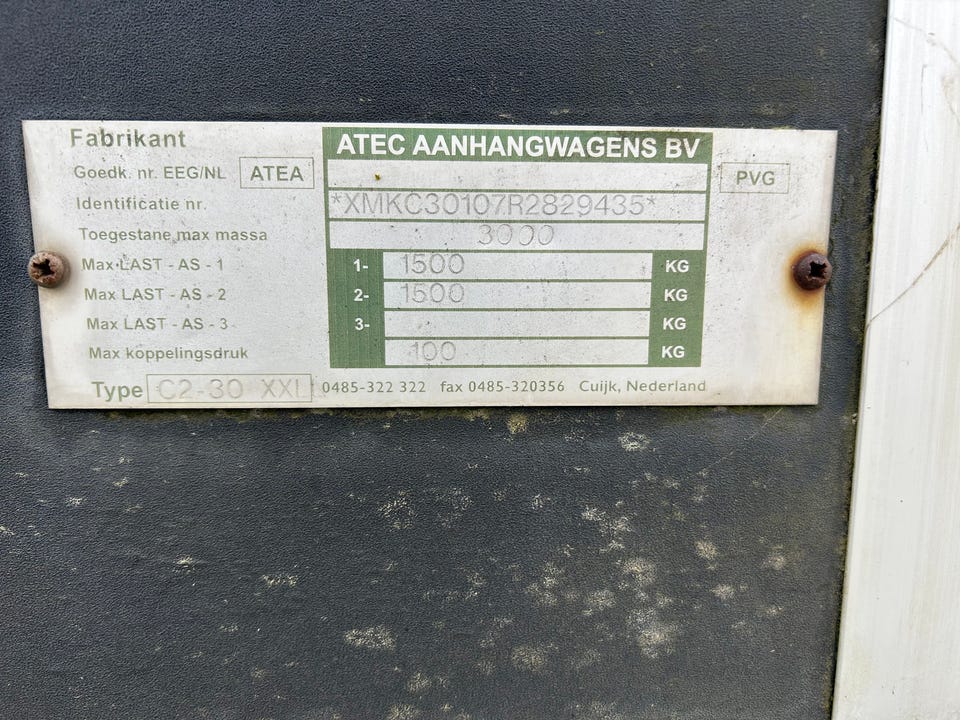 Fabrikant ATEC AANHANGWAGENS BV
Goedk. nr. EEG/NL ATEA PVG
Identificatie nr. *XMKC30107R2829435*
Toegestane max massa 3000
Max LAST - AS - 1 1- 1500 KG
Max LAST - AS - 2 2- 1500 KG
Max LAST - AS - 3 3- KG
Max koppelingsdruk 100 KG
Type C2-30 XXL 0485-322 322 fax 0485-320356 Cuijk, Nederland